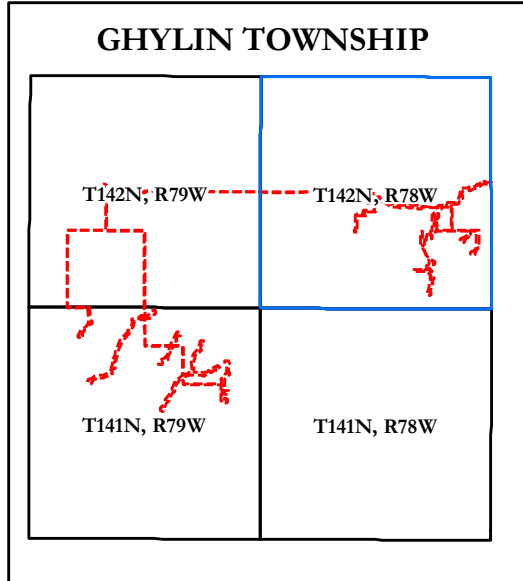 GHYLIN TOWNSHIP
T142N, R79W
T142N, R78W
T141N, R79W
T141N, R78W